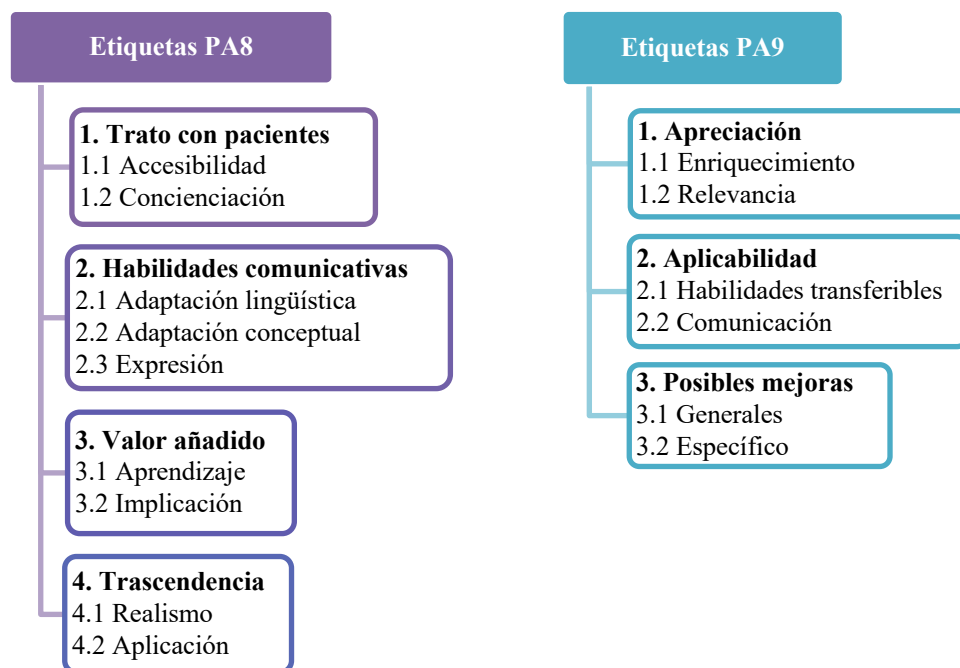 Etiquetas PA8
1. Trato con pacientes
1.1 Accesibilidad
1.2 Concienciación
2. Habilidades comunicativas
2.1 Adaptación lingüística
2.2 Adaptación conceptual
2.3 Expresión
3. Valor añadido
3.1 Aprendizaje
3.2 Implicación
4. Trascendencia
4.1 Realismo
4.2 Aplicación
Etiquetas PA9
1. Apreciación
1.1 Enriquecimiento
1.2 Relevancia
2. Aplicabilidad
2.1 Habilidades transferibles
2.2 Comunicación
3. Posibles mejoras
3.1 Generales
3.2 Específico